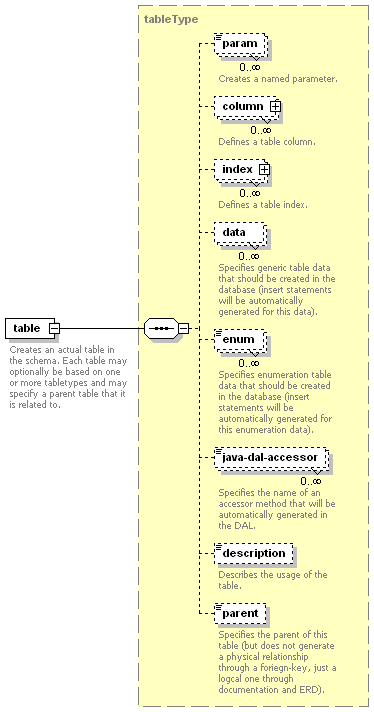 tableType
param
0..∞
Creates a named parameter.
column
0..∞
Defines a table column.
index
0..∞
Defines a table index.
data
0..∞
Specifies generic table data
that should be created in the
database (insert statements
will be automatically
generated for this data).
table
Creates an actual table in
the schema. Each table may
optionally be based on one
or more tabletypes and may
specify a parent table that it
is related to.
enum
0..∞
Specifies enumeration table
data that should be created
in the database (insert
statements will be
automatically generated for
this enumeration data).
java-dal-accessor
0..∞
Specifies the name of an
accessor method that will be
automatically generated in
the DAL.
description
Describes the usage of the
table.
parent
Specifies the parent of this
table (but does not generate
a physical relationship
through a foriegn-key, just a
logcal one through
documentation and ERD).